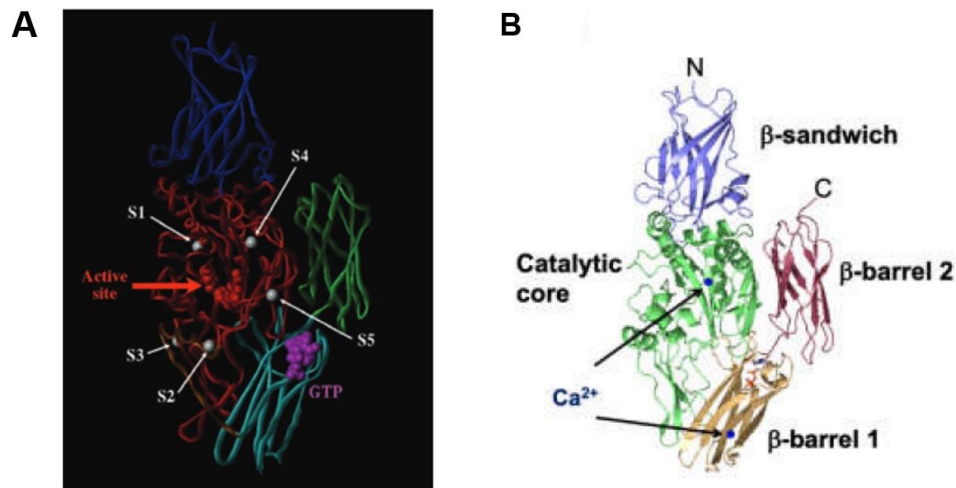 A
S4
S1
Active
site
S3
S2
S5
GTP
B
N
β-sandwich
C
Catalytic
core
β-barrel 2
Ca²⁺
β-barrel 1